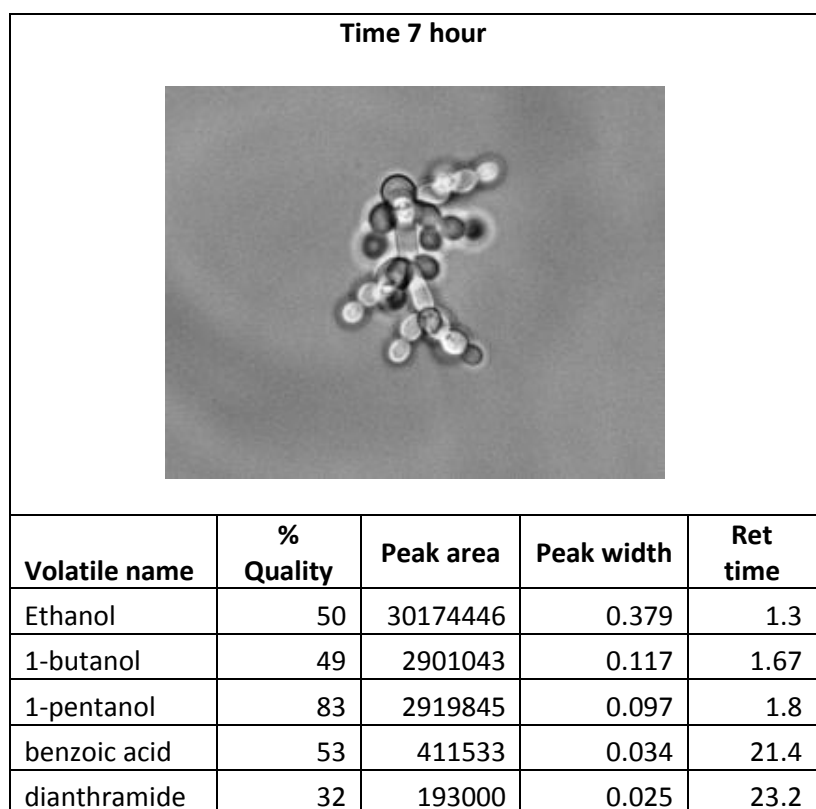 Time 7 hour
Volatile name % Quality Peak area Peak width Ret time
Ethanol 50 30174446 0.379 1.3
1-butanol 49 2901043 0.117 1.67
1-pentanol 83 2919845 0.097 1.8
benzoic acid 53 411533 0.034 21.4
dianthramide 32 193000 0.025 23.2